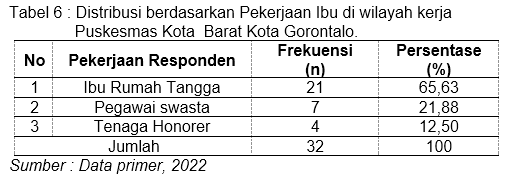 Tabel 6 : Distribusi berdasarkan Pekerjaan Ibu di wilayah kerja
Puskesmas Kota Barat Kota Gorontalo.
No Pekerjaan Responden Frekuensi (n) Persentase (%)
1 Ibu Rumah Tangga 21 65,63
2 Pegawai swasta 7 21,88
3 Tenaga Honorer 4 12,50
Jumlah 32 100
Sumber : Data primer, 2022